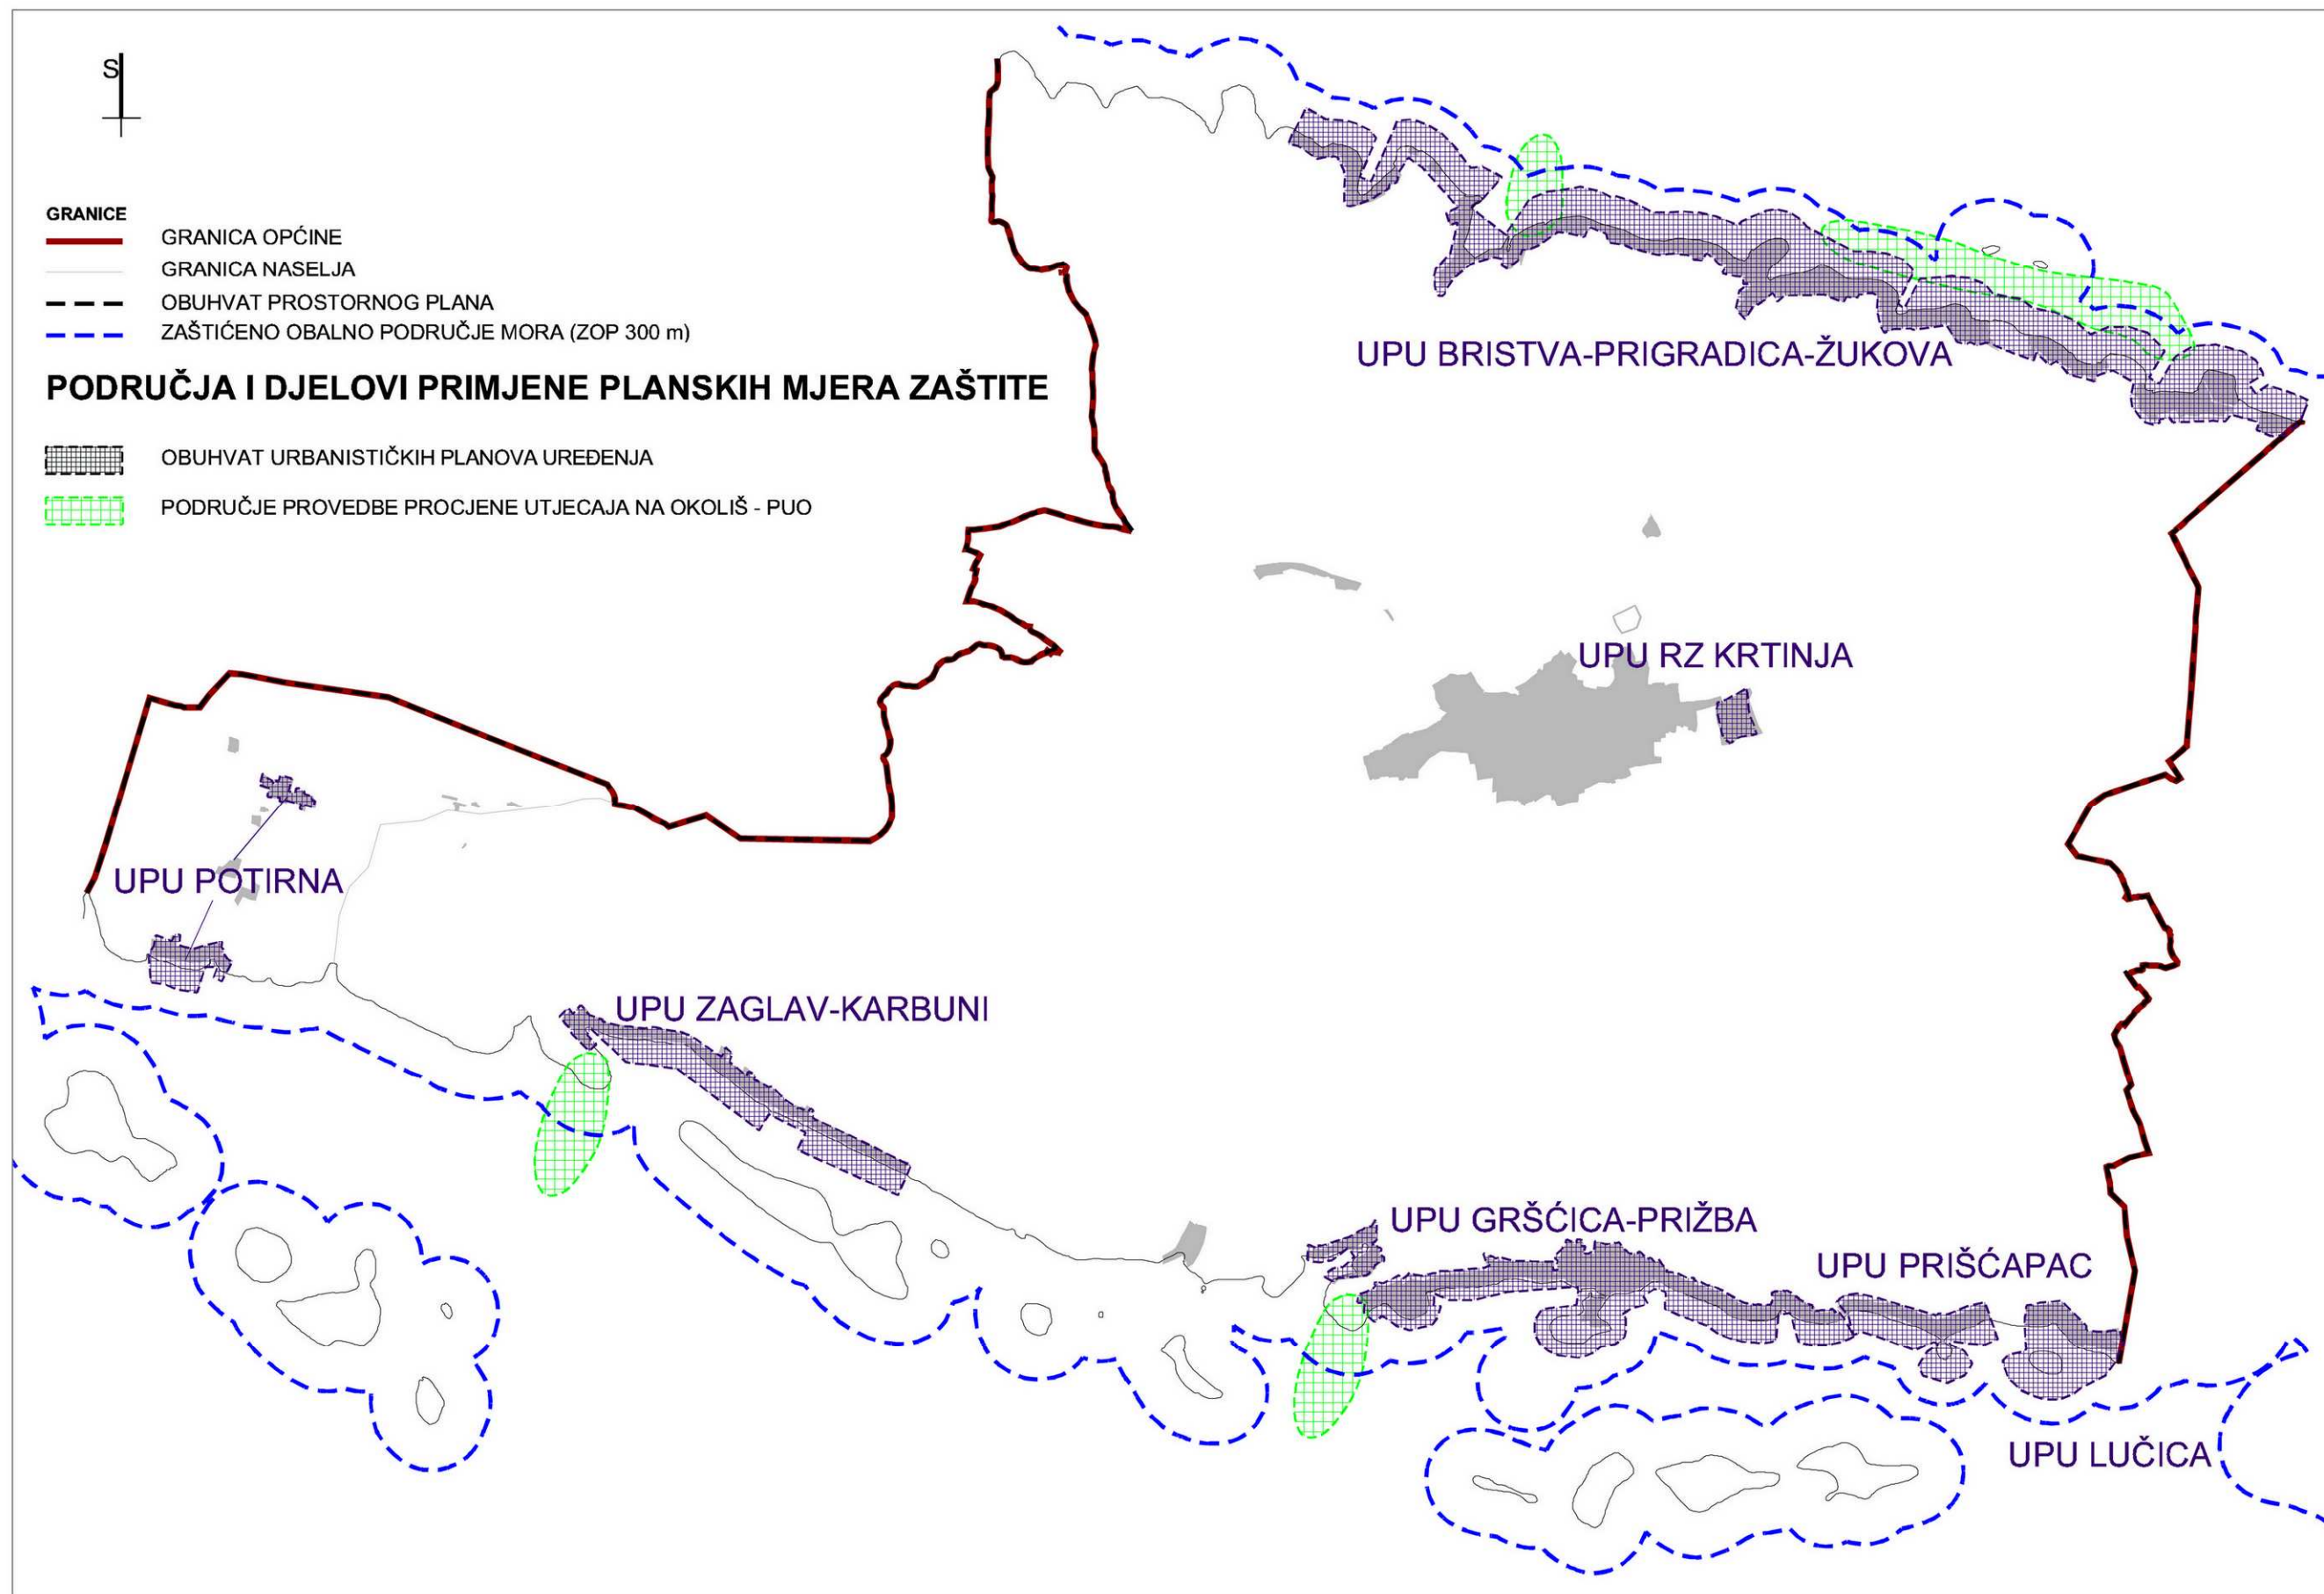 S
GRANICE
GRANICA OPĆINE
GRANICA NASELJA
OBUHVAT PROSTORNOG PLANA
ZAŠTIĆENO OBALNO PODRUČJE MORA (ZOP 300 m)
PODRUČJA I DJELOVI PRIMJENE PLANSKIH MJERA ZAŠTITE
OBUHVAT URBANISTIČKIH PLANOVA UREĐENJA
PODRUČJE PROVEDBE PROCJENE UTJECAJA NA OKOLIŠ - PUO
UPU BRISTVA-PRIGRADICA-ŽUKOVA
UPU RZ KRTINJA
UPU POTIRNA
UPU ZAGLAV-KARBUNI
UPU GRŠĆICA-PRIŽBA
UPU PRIŠĆAPAC
UPU LUČICA